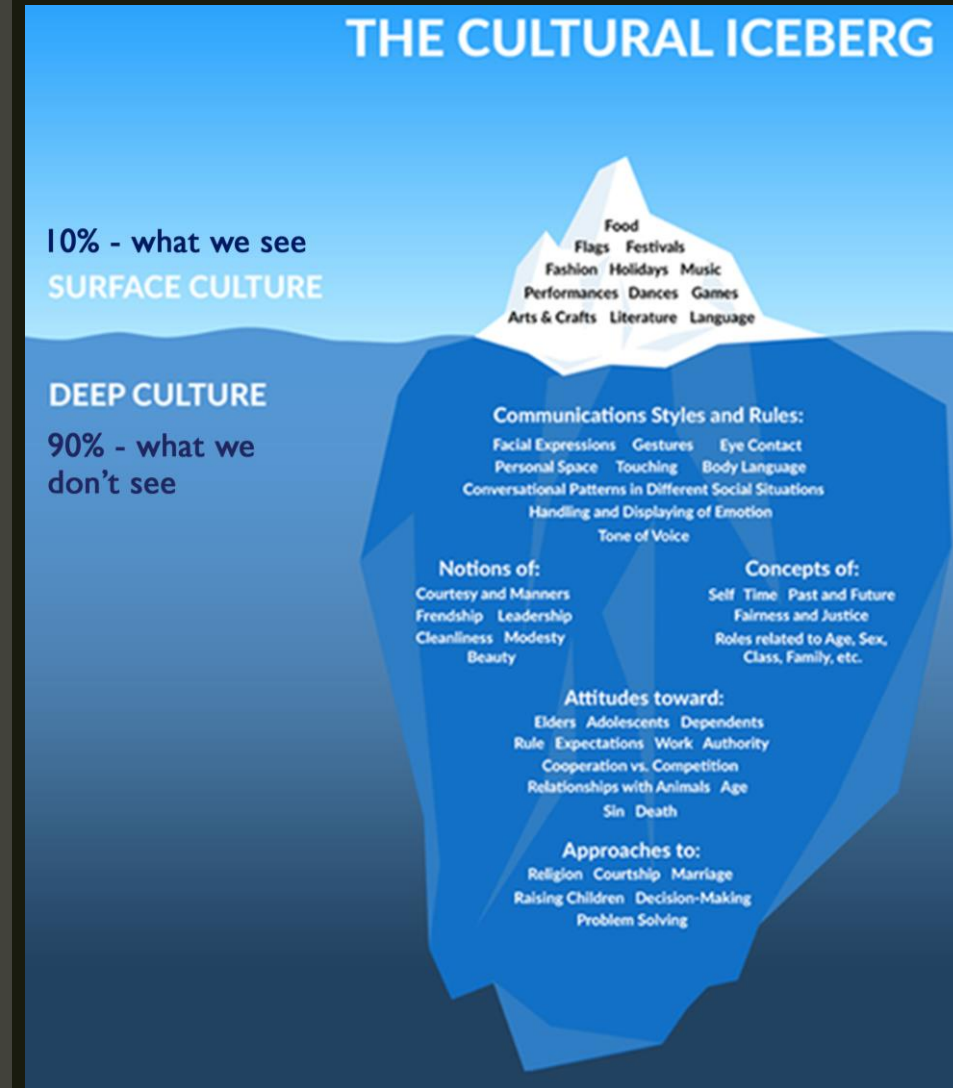 THE CULTURAL ICEBERG
10% - what we see
SURFACE CULTURE
Food
Flags Festivals
Fashion Holidays Music
Performances Dances Games
Arts & Crafts Literature Language
DEEP CULTURE
90% - what we
don't see
Communications Styles and Rules:
Facial Expressions Gestures Eye Contact
Personal Space Touching Body Language
Conversational Patterns in Different Social Situations
Handling and Displaying of Emotion
Tone of Voice
Notions of:
Courtesy and Manners
Frendship Leadership
Cleanliness Modesty
Beauty
Concepts of:
Self Time Past and Future
Fairness and Justice
Roles related to Age, Sex,
Class, Family, etc.
Attitudes toward:
Elders Adolescents Dependents
Rule Expectations Work Authority
Cooperation vs. Competition
Relationships with Animals Age
Sin Death
Approaches to:
Religion Courtship Marriage
Raising Children Decision-Making
Problem Solving